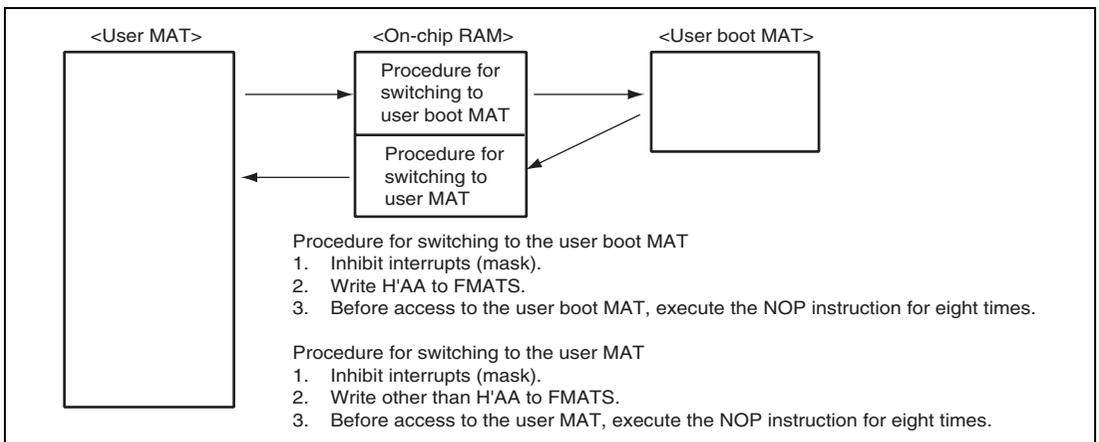 <User MAT>
<On-chip RAM>
<User boot MAT>
Procedure for
switching to
user boot MAT
Procedure for
switching to
user MAT
Procedure for switching to the user boot MAT
1. Inhibit interrupts (mask).
2. Write H'AA to FMATS.
3. Before access to the user boot MAT, execute the NOP instruction for eight times.
Procedure for switching to the user MAT
1. Inhibit interrupts (mask).
2. Write other than H'AA to FMATS.
3. Before access to the user MAT, execute the NOP instruction for eight times.